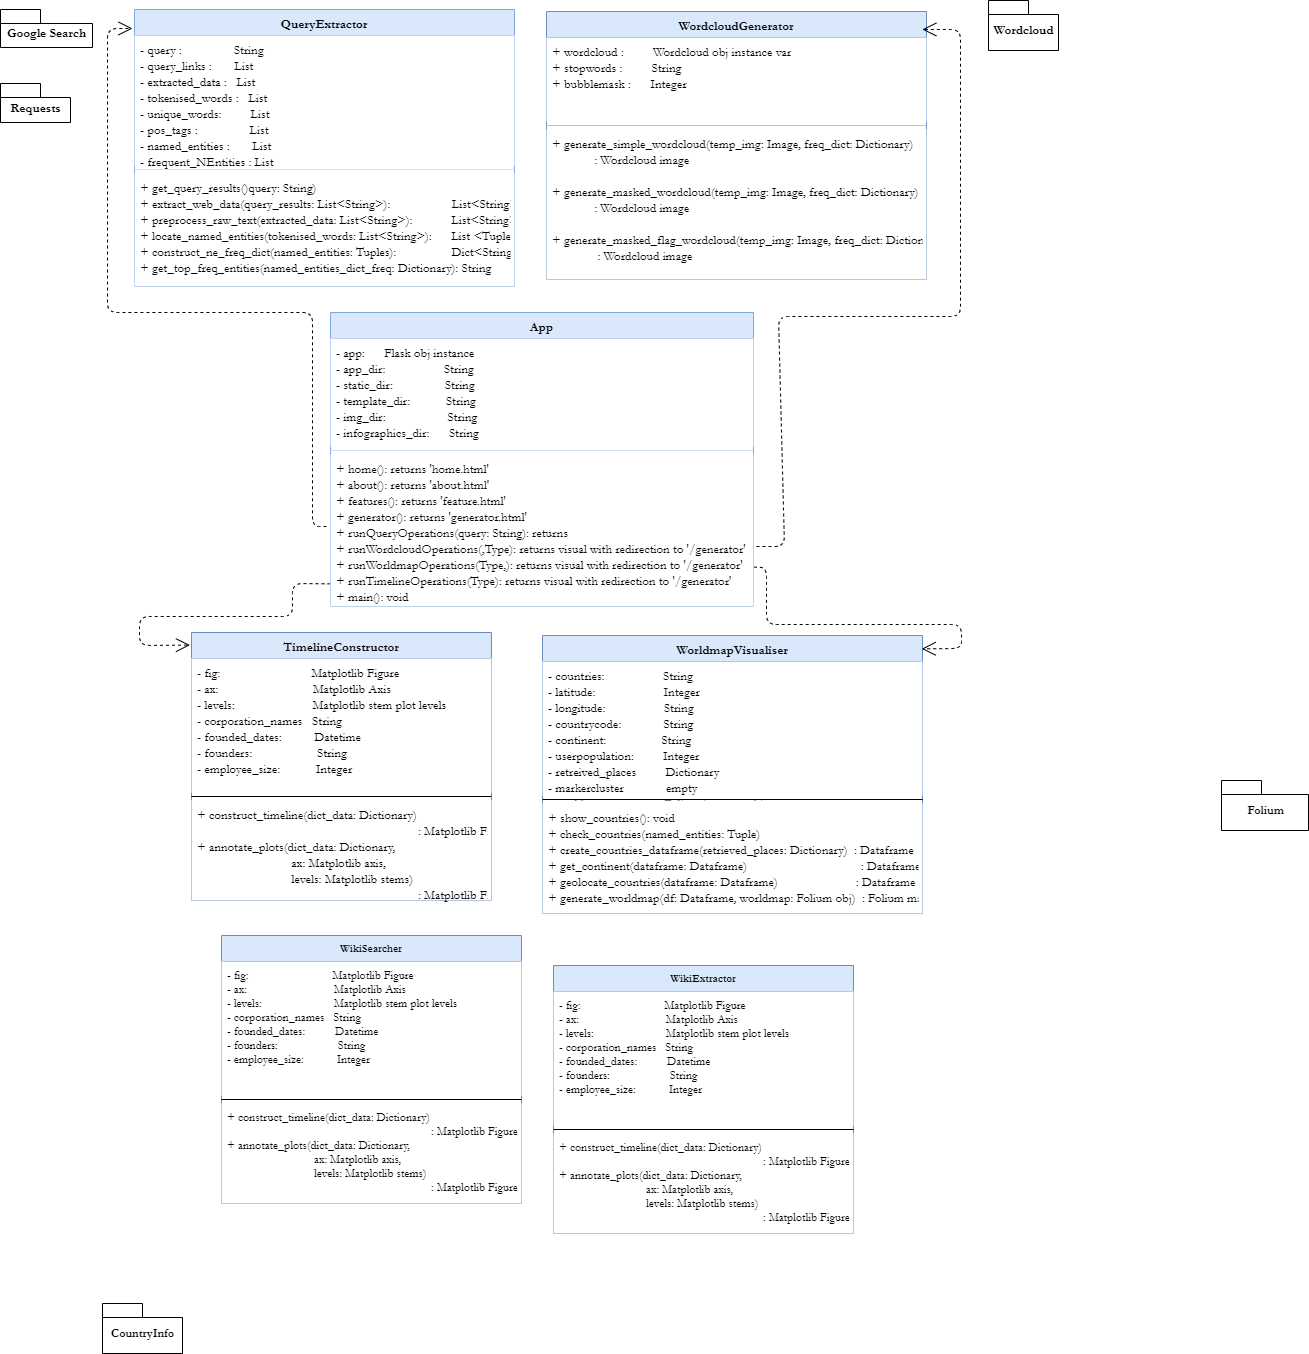 Google Search
Requests
QueryExtractor
- query : String
- query_links : List
- extracted_data : List
- tokenised_words : List
- unique_words: List
- pos_tags : List
- named_entities : List
- frequent_NEntities : List
+ get_query_results()query: String)
+ extract_web_data(query_results: List<String>): List<String
+ preprocess_raw_text(extracted_data: List<String>): List<String
+ locate_named_entities(tokenised_words: List<String>): List <Tuple
+ construct_ne_freq_dict(named_entities: Tuples): Dict<String
+ get_top_freq_entities(named_entities_dict_freq: Dictionary): String
WordcloudGenerator
+ wordcloud : Wordcloud obj instance var
+ stopwords : String
+ bubblemask : Integer
+ generate_simple_wordcloud(temp_img: Image, freq_dict: Dictionary)
: Wordcloud image
+ generate_masked_wordcloud(temp_img: Image, freq_dict: Dictionary)
: Wordcloud image
+ generate_masked_flag_wordcloud(temp_img: Image, freq_dict: Diction
: Wordcloud image
Wordcloud
App
- app: Flask obj instance
- app_dir: String
- static_dir: String
- template_dir: String
- img_dir: String
- infographics_dir: String
+ home(): returns 'home.html'
+ about(): returns 'about.html'
+ features(): returns 'feature.html'
+ generator(): returns 'generator.html'
+ runQueryOperations(query: String): returns
+ runWordcloudOperations(,Type): returns visual with redirection to '/generator'
+ runWorldmapOperations(Type,): returns visual with redirection to '/generator'
+ runTimelineOperations(Type): returns visual with redirection to '/generator'
+ main(): void
TimelineConstructor
- fig: Matplotlib Figure
- ax: Matplotlib Axis
- levels: Matplotlib stem plot levels
- corporation_names String
- founded_dates: Datetime
- founders: String
- employee_size: Integer
+ construct_timeline(dict_data: Dictionary)
: Matplotlib F
+ annotate_plots(dict_data: Dictionary,
ax: Matplotlib axis,
levels: Matplotlib stems)
: Matplotlib F
WorldmapVisualiser
- countries: String
- latitude: Integer
- longitude: String
- countrycode: String
- continent: String
- userpopulation: Integer
- retreived_places Dictionary
- markercluster empty
+ show_countries(): void
+ check_countries(named_entities: Tuple)
+ create_countries_dataframe(retrieved_places: Dictionary) : Dataframe
+ get_continent(dataframe: Dataframe) : Dataframe
+ geolocate_countries(dataframe: Dataframe) : Dataframe
+ generate_worldmap(df: Dataframe, worldmap: Folium obj) : Folium m
Folium
WikiSearcher
- fig: Matplotlib Figure
- ax: Matplotlib Axis
- levels: Matplotlib stem plot levels
- corporation_names String
- founded_dates: Datetime
- founders: String
- employee_size: Integer
+ construct_timeline(dict_data: Dictionary)
: Matplotlib Figure
+ annotate_plots(dict_data: Dictionary,
ax: Matplotlib axis,
levels: Matplotlib stems)
: Matplotlib Figure
WikiExtractor
- fig: Matplotlib Figure
- ax: Matplotlib Axis
- levels: Matplotlib stem plot levels
- corporation_names String
- founded_dates: Datetime
- founders: String
- employee_size: Integer
+ construct_timeline(dict_data: Dictionary)
: Matplotlib Figure
+ annotate_plots(dict_data: Dictionary,
ax: Matplotlib axis,
levels: Matplotlib stems)
: Matplotlib Figure
CountryInfo